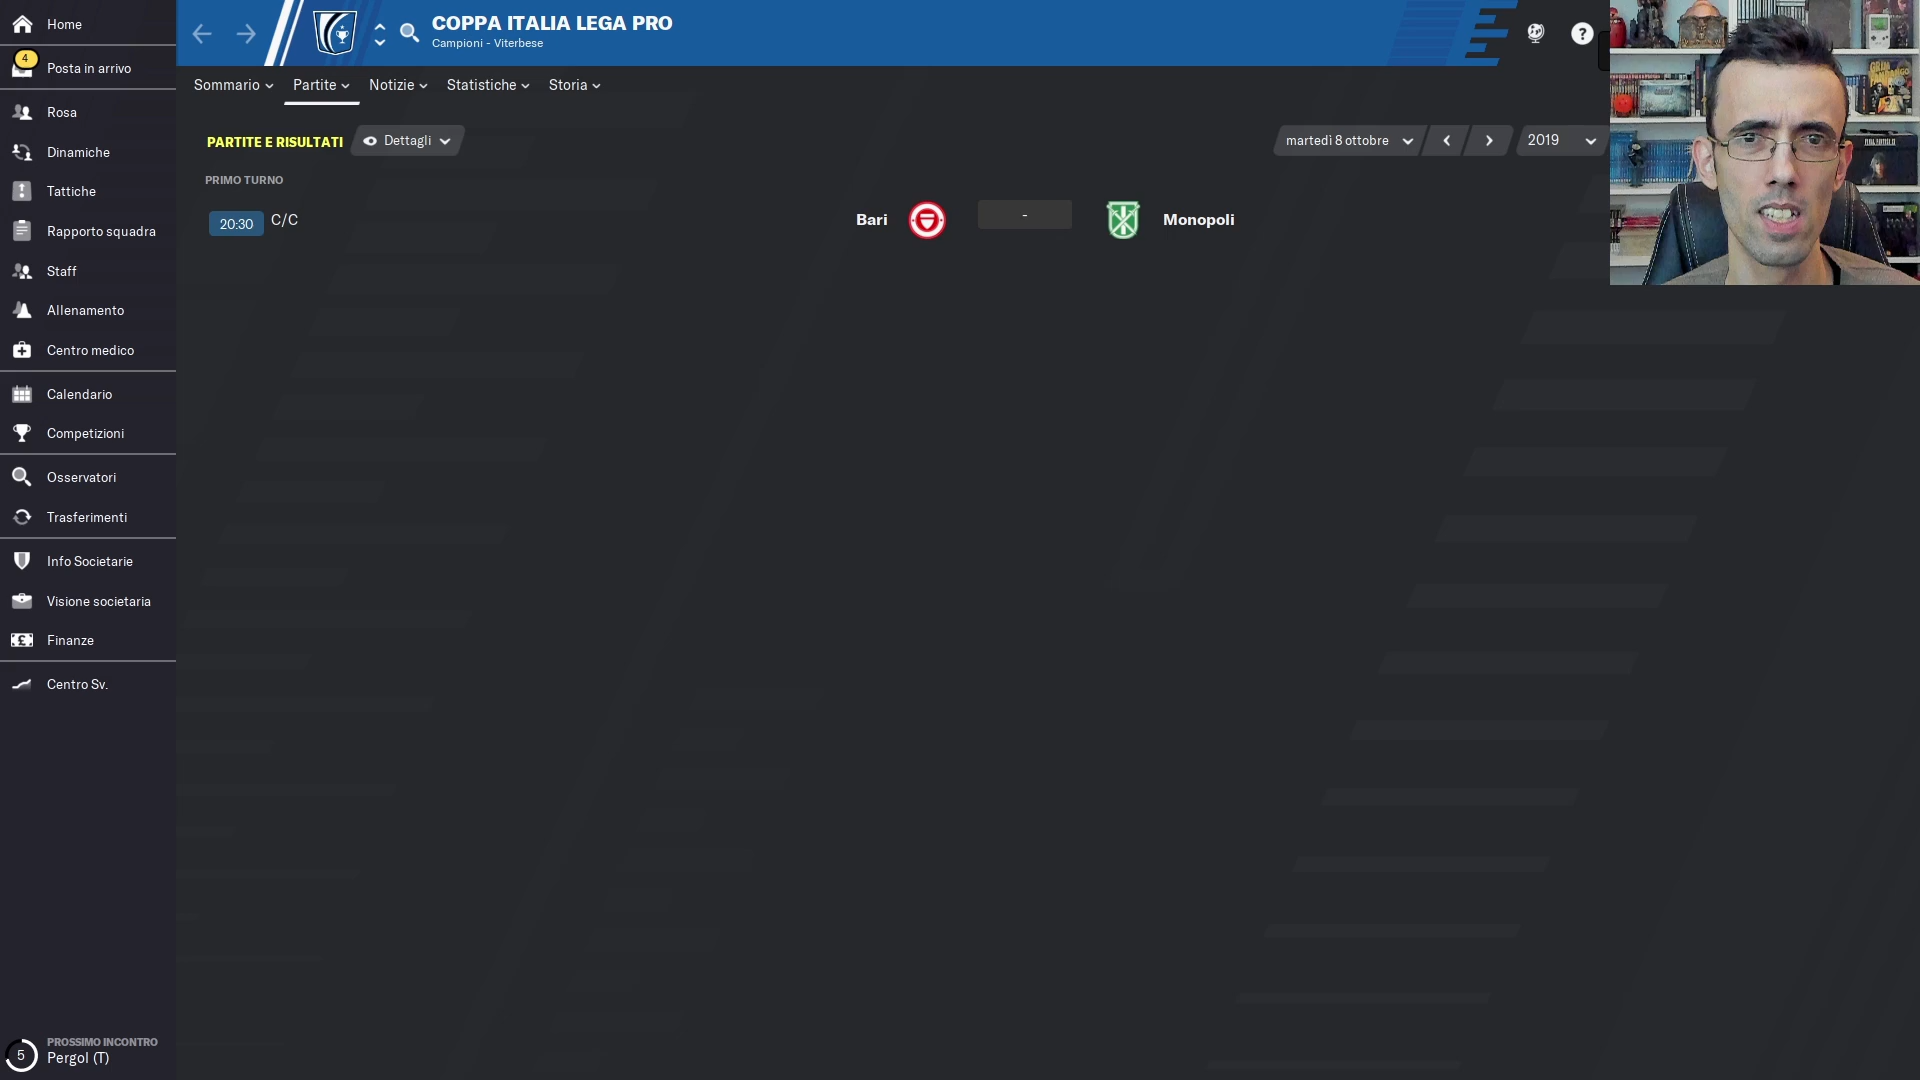 Home
COPPA ITALIA LEGA PRO
Campioni - Viterbese
?
4
Posta in arrivo
Sommario
Partite
Notizie
Statistiche
Storia
Rosa
PARTITE E RISULTATI
Dettagli
martedì 8 ottobre
2019
Dinamiche
PRIMO TURNO
Tattiche
20:30
C/C
Bari
-
Monopoli
Rapporto squadra
Staff
Allenamento
Centro medico
Calendario
Competizioni
Osservatori
Trasferimenti
Info Societarie
Visione societaria
Finanze
Centro Sv.
5
PROSSIMO INCONTRO
Pergol (T)